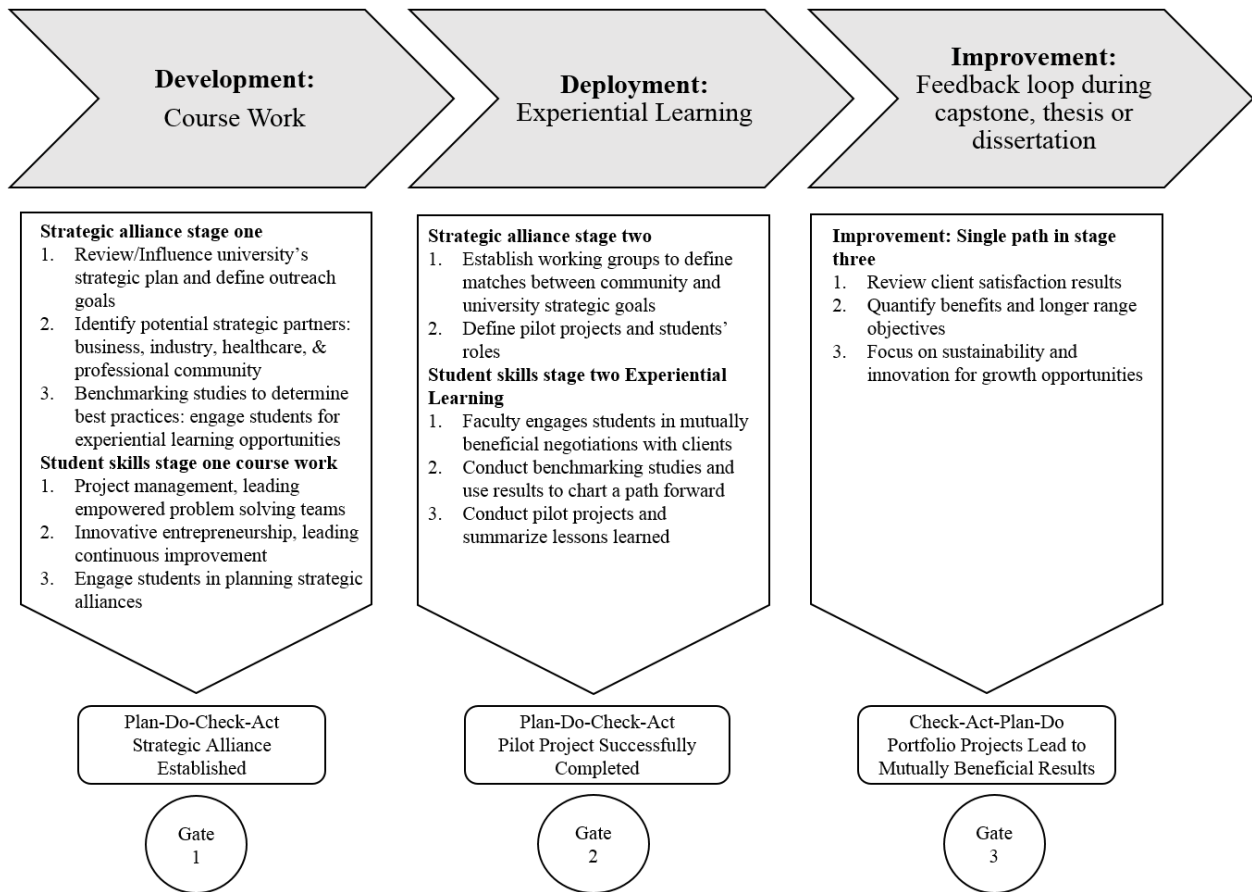 Development:
Course Work
Deployment:
Experiential Learning
Improvement:
Feedback loop during
capstone, thesis or
dissertation
Strategic alliance stage one
1. Review/Influence university’s
strategic plan and define outreach
goals
2. Identify potential strategic partners:
business, industry, healthcare, &
professional community
3. Benchmarking studies to determine
best practices: engage students for
experiential learning opportunities
Student skills stage one course work
1. Project management, leading
empowered problem solving teams
2. Innovative entrepreneurship, leading
continuous improvement
3. Engage students in planning strategic
alliances
Plan-Do-Check-Act
Strategic Alliance
Established
Gate
1
Strategic alliance stage two
1. Establish working groups to define
matches between community and
university strategic goals
2. Define pilot projects and students’
roles
Student skills stage two Experiential
Learning
1. Faculty engages students in mutually
beneficial negotiations with clients
2. Conduct benchmarking studies and
use results to chart a path forward
3. Conduct pilot projects and
summarize lessons learned
Plan-Do-Check-Act
Pilot Project Successfully
Completed
Gate
2
Improvement: Single path in stage
three
1. Review client satisfaction results
2. Quantify benefits and longer range
objectives
3. Focus on sustainability and
innovation for growth opportunities
Check-Act-Plan-Do
Portfolio Projects Lead to
Mutually Beneficial Results
Gate
3